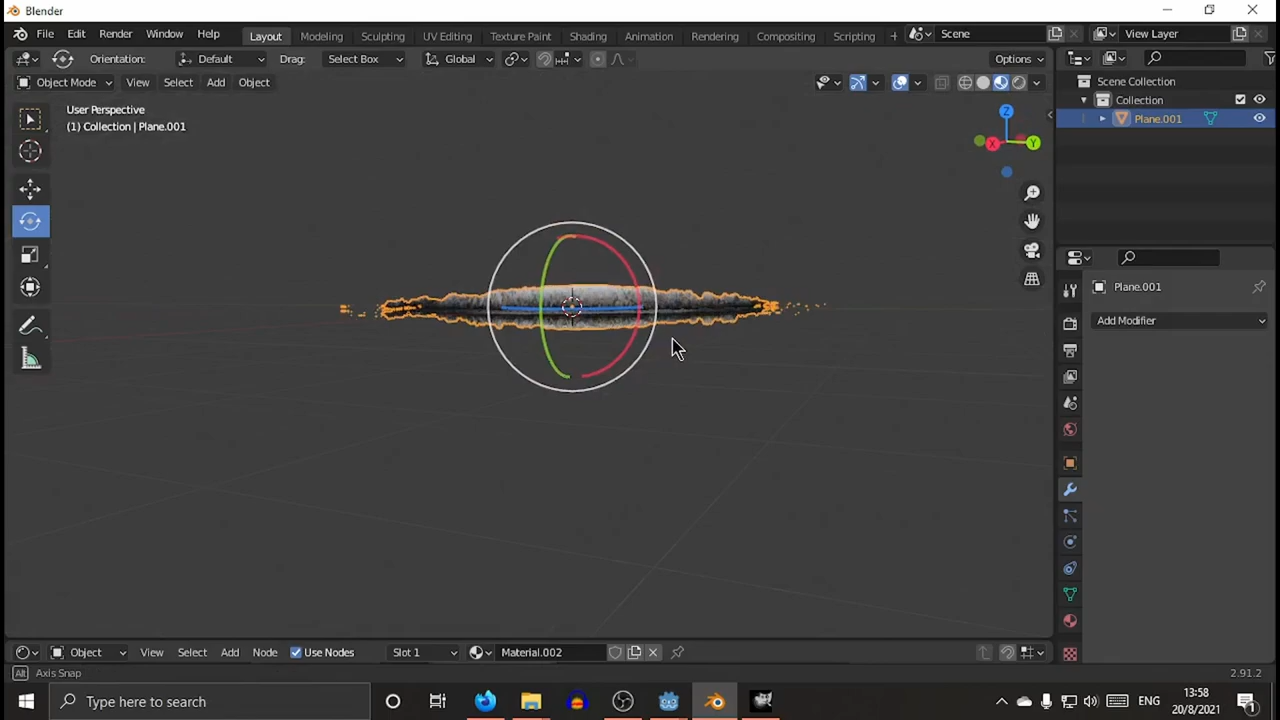 Blender
File Edit Render Window Help Layout Modeling Sculpting UV Editing Texture Paint Shading Animation Rendering Compositing Scripting + Scene View Layer
Orientation: Default Drag: Select Box Global Options
Object Mode View Select Add Object
Scene Collection
Collection
Plane.001
User Perspective
(1) Collection | Plane.001
Z
X
Y
Plane.001
Add Modifier
Object View Select Add Node Use Nodes Slot 1 Material.002
Alt Axis Snap 2.91.2
Type here to search
ENG
13:58
20/8/2021
1